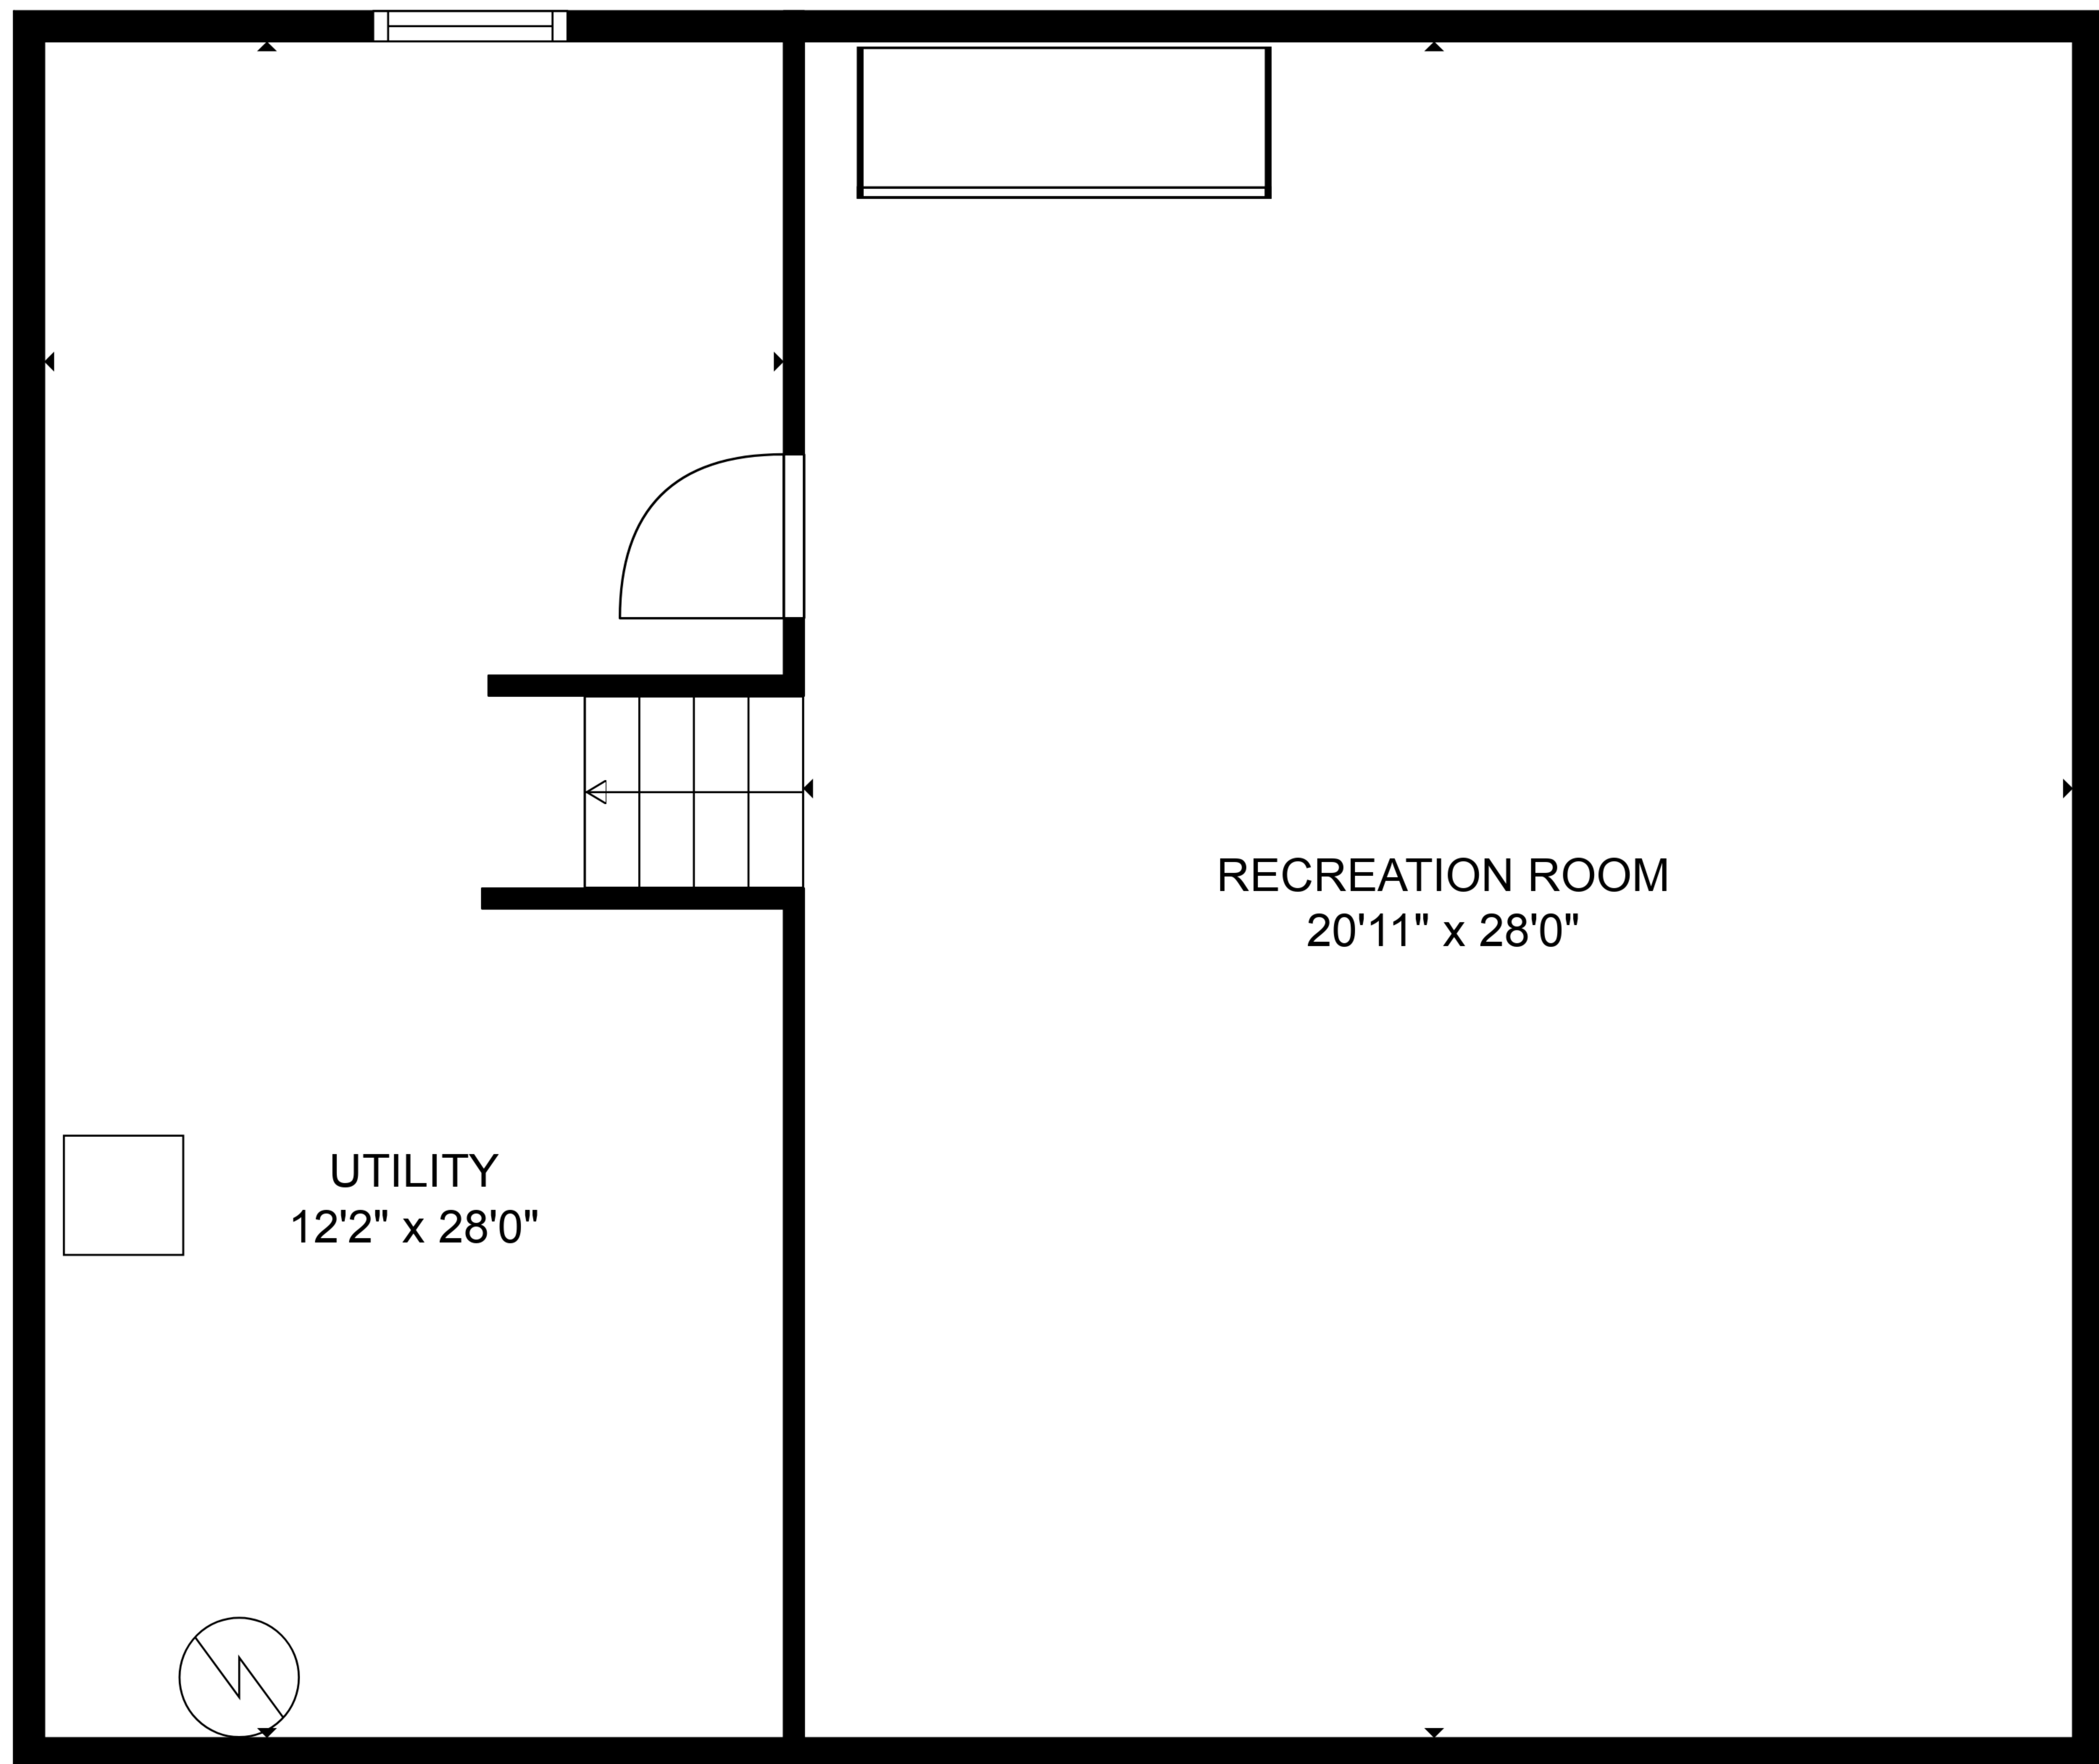 RECREATION ROOM
20'11" x 28'0"
UTILITY
12'2" x 28'0"